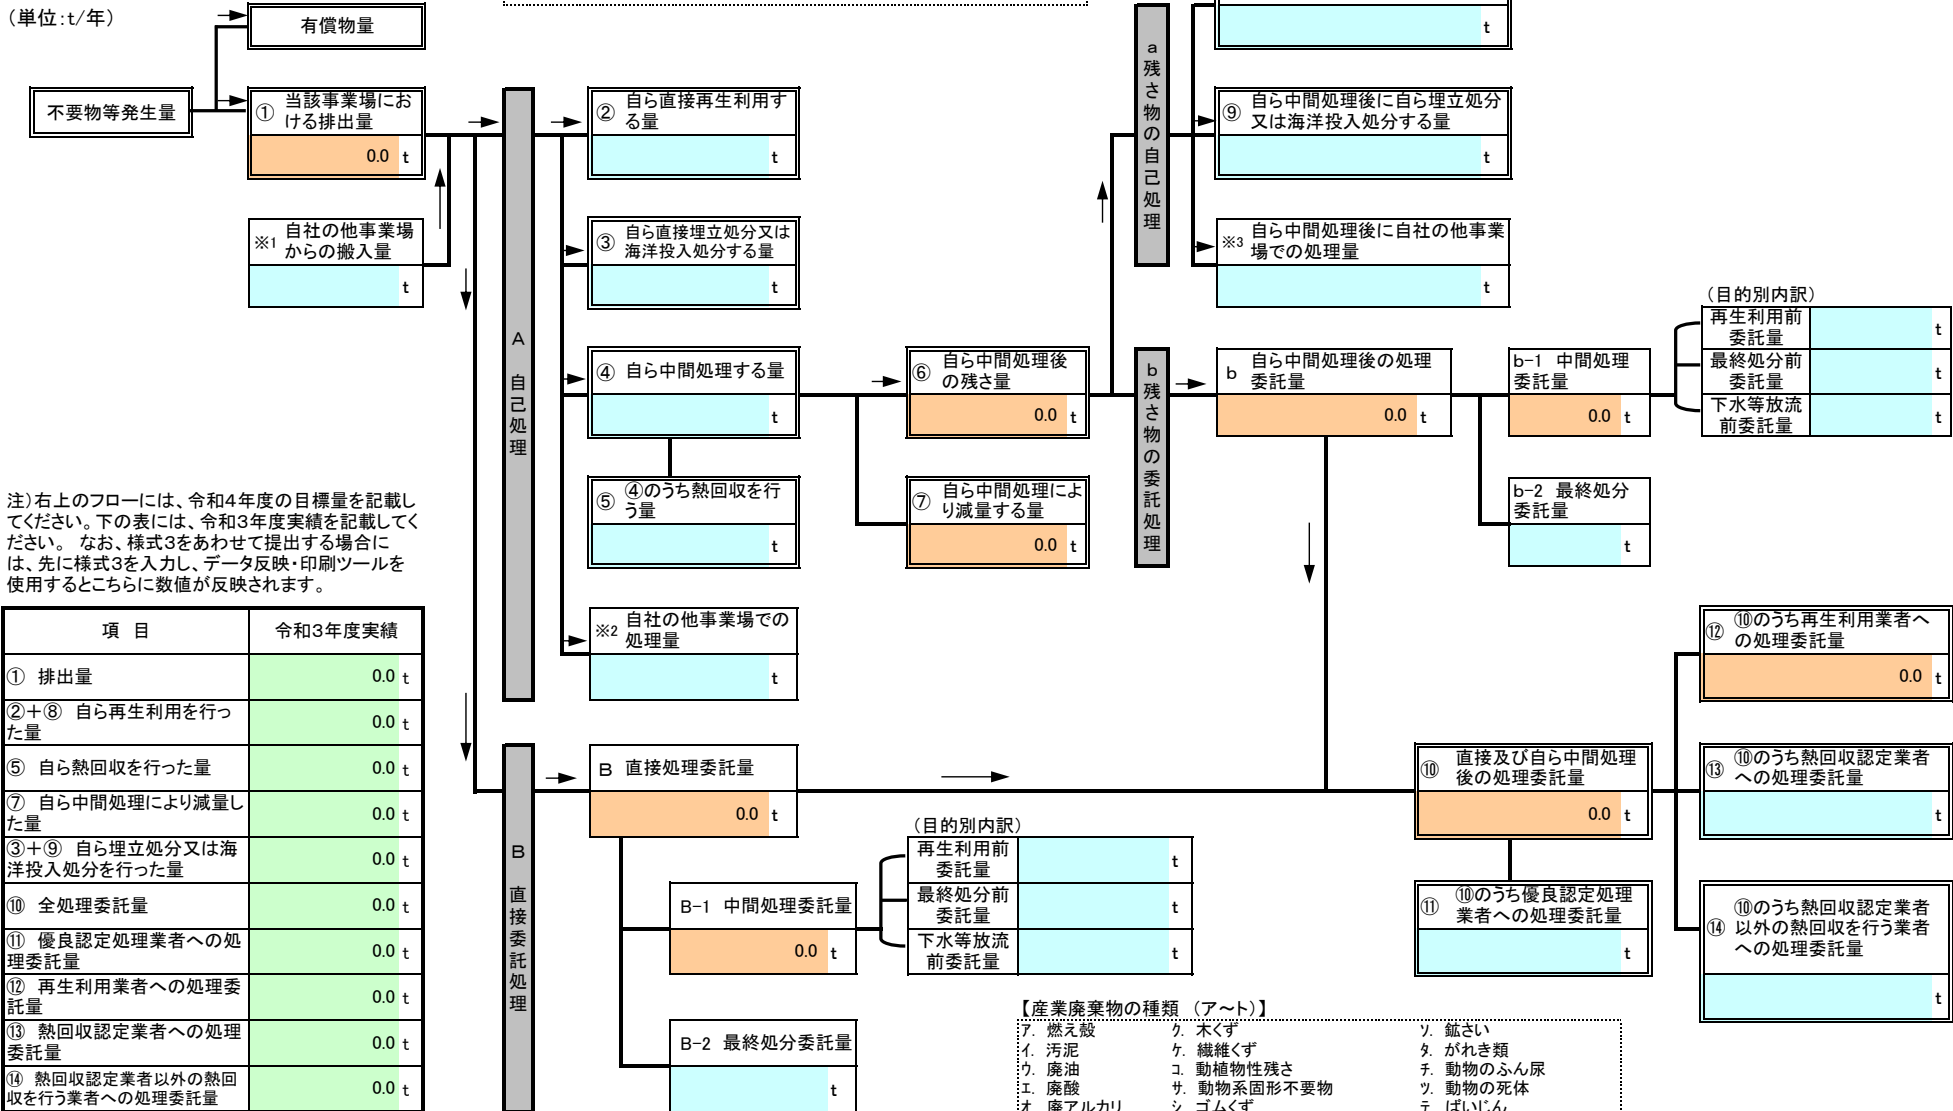 （単位:t/年）
有償物量
不要物等発生量
① 当該事業場にお
ける排出量
0.0 t
※1 自社の他事業場
からの搬入量
t
A 自己処理
② 自ら直接再生利用す
る量
t
③ 自ら直接埋立処分又は
海洋投入処分する量
t
④ 自ら中間処理する量
t
⑤ ④のうち熱回収を行
う量
t
※2 自社の他事業場での
処理量
t
⑥ 自ら中間処理後
の残さ量
0.0 t
⑦ 自ら中間処理によ
り減量する量
0.0 t
a 残さ物の自己処理
t
⑨ 自ら中間処理後に自ら埋立処分
又は海洋投入処分する量
t
※3 自ら中間処理後に自社の他事業
場での処理量
t
b 残さ物の委託処理
b 自ら中間処理後の処理
委託量
0.0 t
b-1 中間処理
委託量
0.0 t
（目的別内訳）
再生利用前
委託量
t
最終処分前
委託量
t
下水等放流
前委託量
t
b-2 最終処分
委託量
t
注）右上のフローには、令和4年度の目標量を記載し
てください。下の表には、令和3年度実績を記載してく
ださい。 なお、様式3をあわせて提出する場合に
は、先に様式3を入力し、データ反映・印刷ツールを
使用するとこちらに数値が反映されます。
項 目 令和3年度実績
① 排出量 0.0 t
②＋⑧ 自ら再生利用を行っ
た量 0.0 t
⑤ 自ら熱回収を行った量 0.0 t
⑦ 自ら中間処理により減量し
た量 0.0 t
③＋⑨ 自ら埋立処分又は海
洋投入処分を行った量 0.0 t
⑩ 全処理委託量 0.0 t
⑪ 優良認定処理業者への処
理委託量 0.0 t
⑫ 再生利用業者への処理委
託量 0.0 t
⑬ 熱回収認定業者への処理
委託量 0.0 t
⑭ 熱回収認定業者以外の熱回
収を行う業者への処理委託量 0.0 t
B 直接委託処理
B 直接処理委託量
0.0 t
B-1 中間処理委託量
0.0 t
（目的別内訳）
再生利用前
委託量
t
最終処分前
委託量
t
下水等放流
前委託量
t
B-2 最終処分委託量
t
⑩ 直接及び自ら中間処理
後の処理委託量
0.0 t
⑪ ⑩のうち優良認定処理
業者への処理委託量
t
⑫ ⑩のうち再生利用業者へ
の処理委託量
0.0 t
⑬ ⑩のうち熱回収認定業者
への処理委託量
t
⑭ ⑩のうち熱回収認定業者
以外の熱回収を行う業者
への処理委託量
t
【産業廃棄物の種類 （ア～ト）】
ア. 燃え殻 ク. 木くず ソ. 鉱さい
イ. 汚泥 ケ. 繊維くず タ. がれき類
ウ. 廃油 コ. 動植物性残さ チ. 動物のふん尿
エ. 廃酸 サ. 動物系固形不要物 ツ. 動物の死体
オ. 廃アルカリ シ. ゴムくず テ. ばいじん